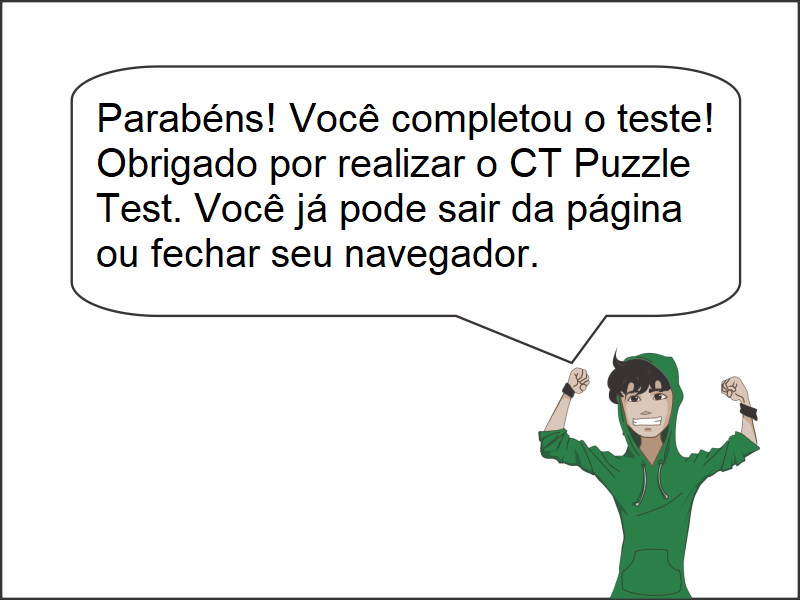 Parabéns! Você completou o teste!
Obrigado por realizar o CT Puzzle
Test. Você já pode sair da página
ou fechar seu navegador.